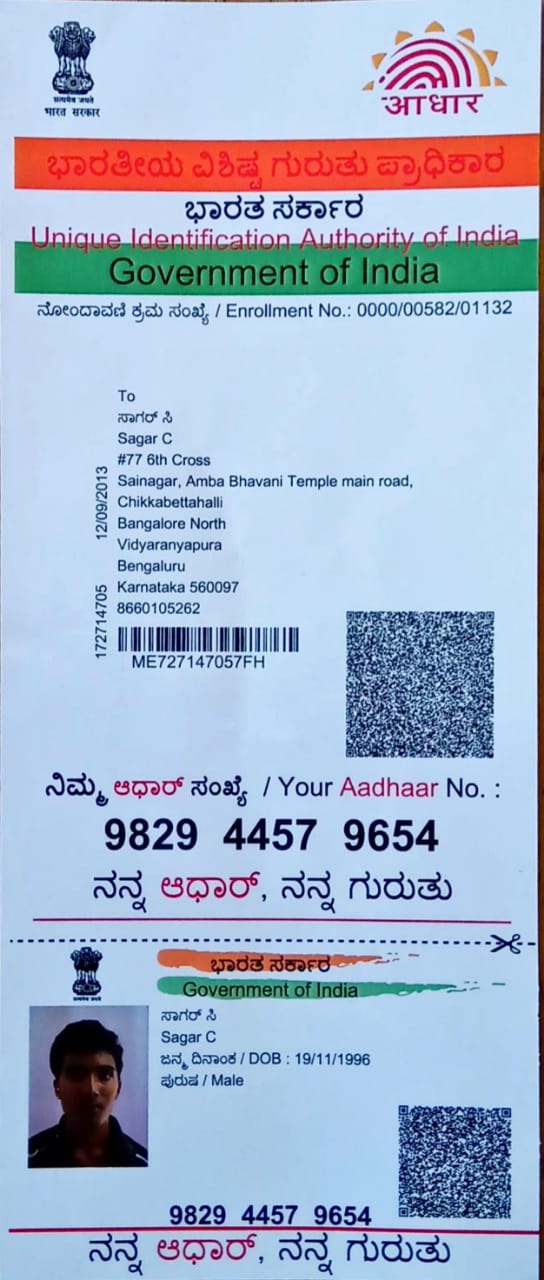 सत्यमेव जयते
भारत सरकार
आधार
ಭಾರತೀಯ ವಿಶಿಷ್ಟ ಗುರುತು ಪ್ರಾಧಿಕಾರ
ಭಾರತ ಸರ್ಕಾರ
Unique Identification Authority of India
Government of India
ನೋಂದಾವಣಿ ಕ್ರಮ ಸಂಖ್ಯೆ / Enrollment No.: 0000/00582/01132
To
ಸಾಗರ್ ಸಿ
Sagar C
#77 6th Cross
Sainagar, Amba Bhavani Temple main road,
Chikkabettahalli
Bangalore North
Vidyaranyapura
Bengaluru
Karnataka 560097
8660105262
172714705 12/09/2013
ME727147057FH
ನಿಮ್ಮ ಆಧಾರ್ ಸಂಖ್ಯೆ / Your Aadhaar No. :
9829 4457 9654
ನನ್ನ ಆಧಾರ್, ನನ್ನ ಗುರುತು
सत्यमेव जयते
ಭಾರತ ಸರ್ಕಾರ
Government of India
ಸಾಗರ್ ಸಿ
Sagar C
ಜನ್ಮ ದಿನಾಂಕ / DOB : 19/11/1996
ಪುರುಷ / Male
9829 4457 9654
ನನ್ನ ಆಧಾರ್, ನನ್ನ ಗುರುತು